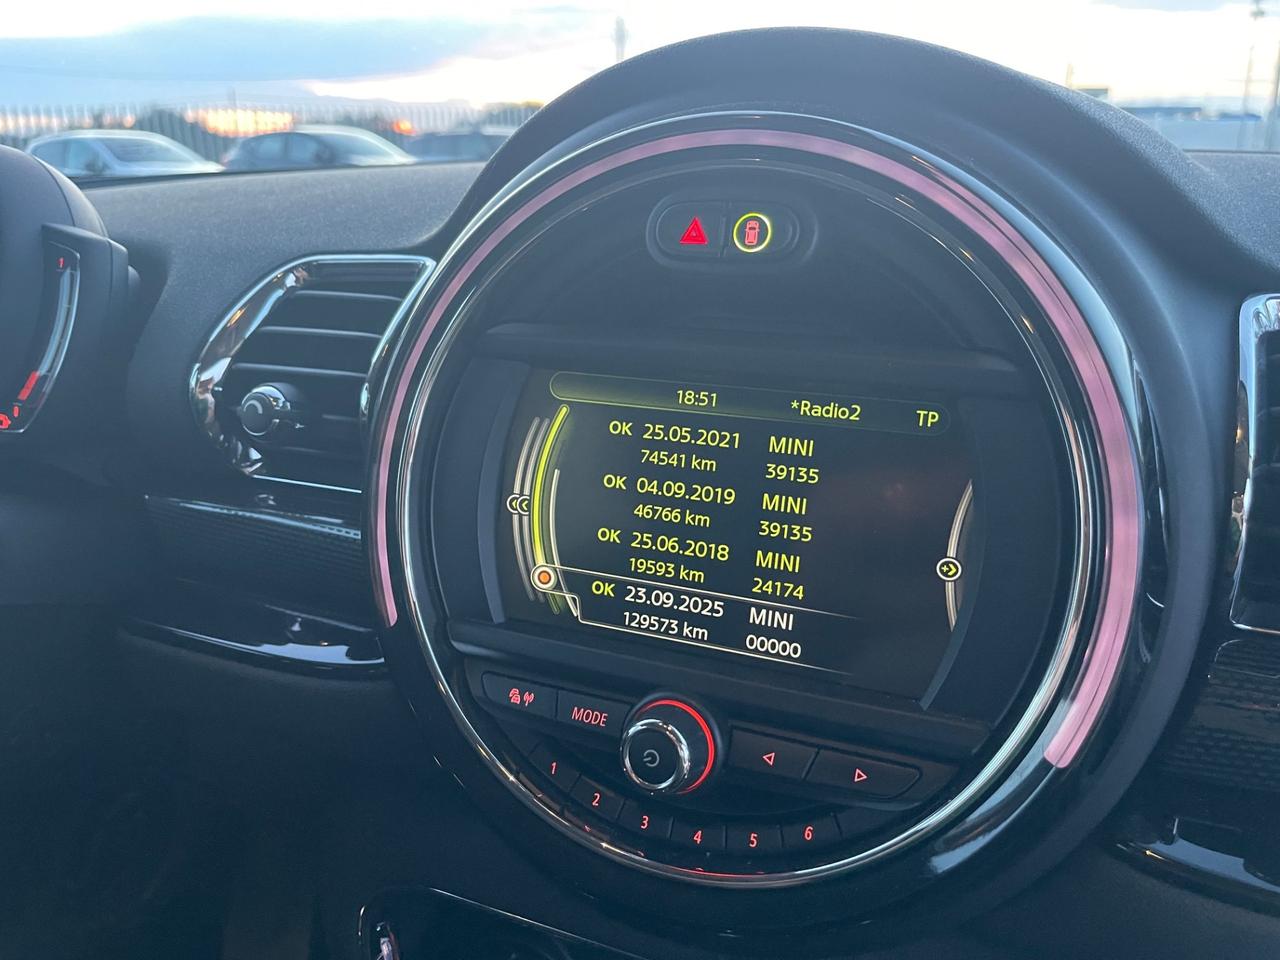 18:51 *Radio2 TP
OK 25.05.2021 MINI
74541 km 39135
OK 04.09.2019 MINI
46766 km 39135
OK 25.06.2018 MINI
19593 km 24174
OK 23.09.2025 MINI
129573 km 00000
MODE
1 2 3 4 5 6
1